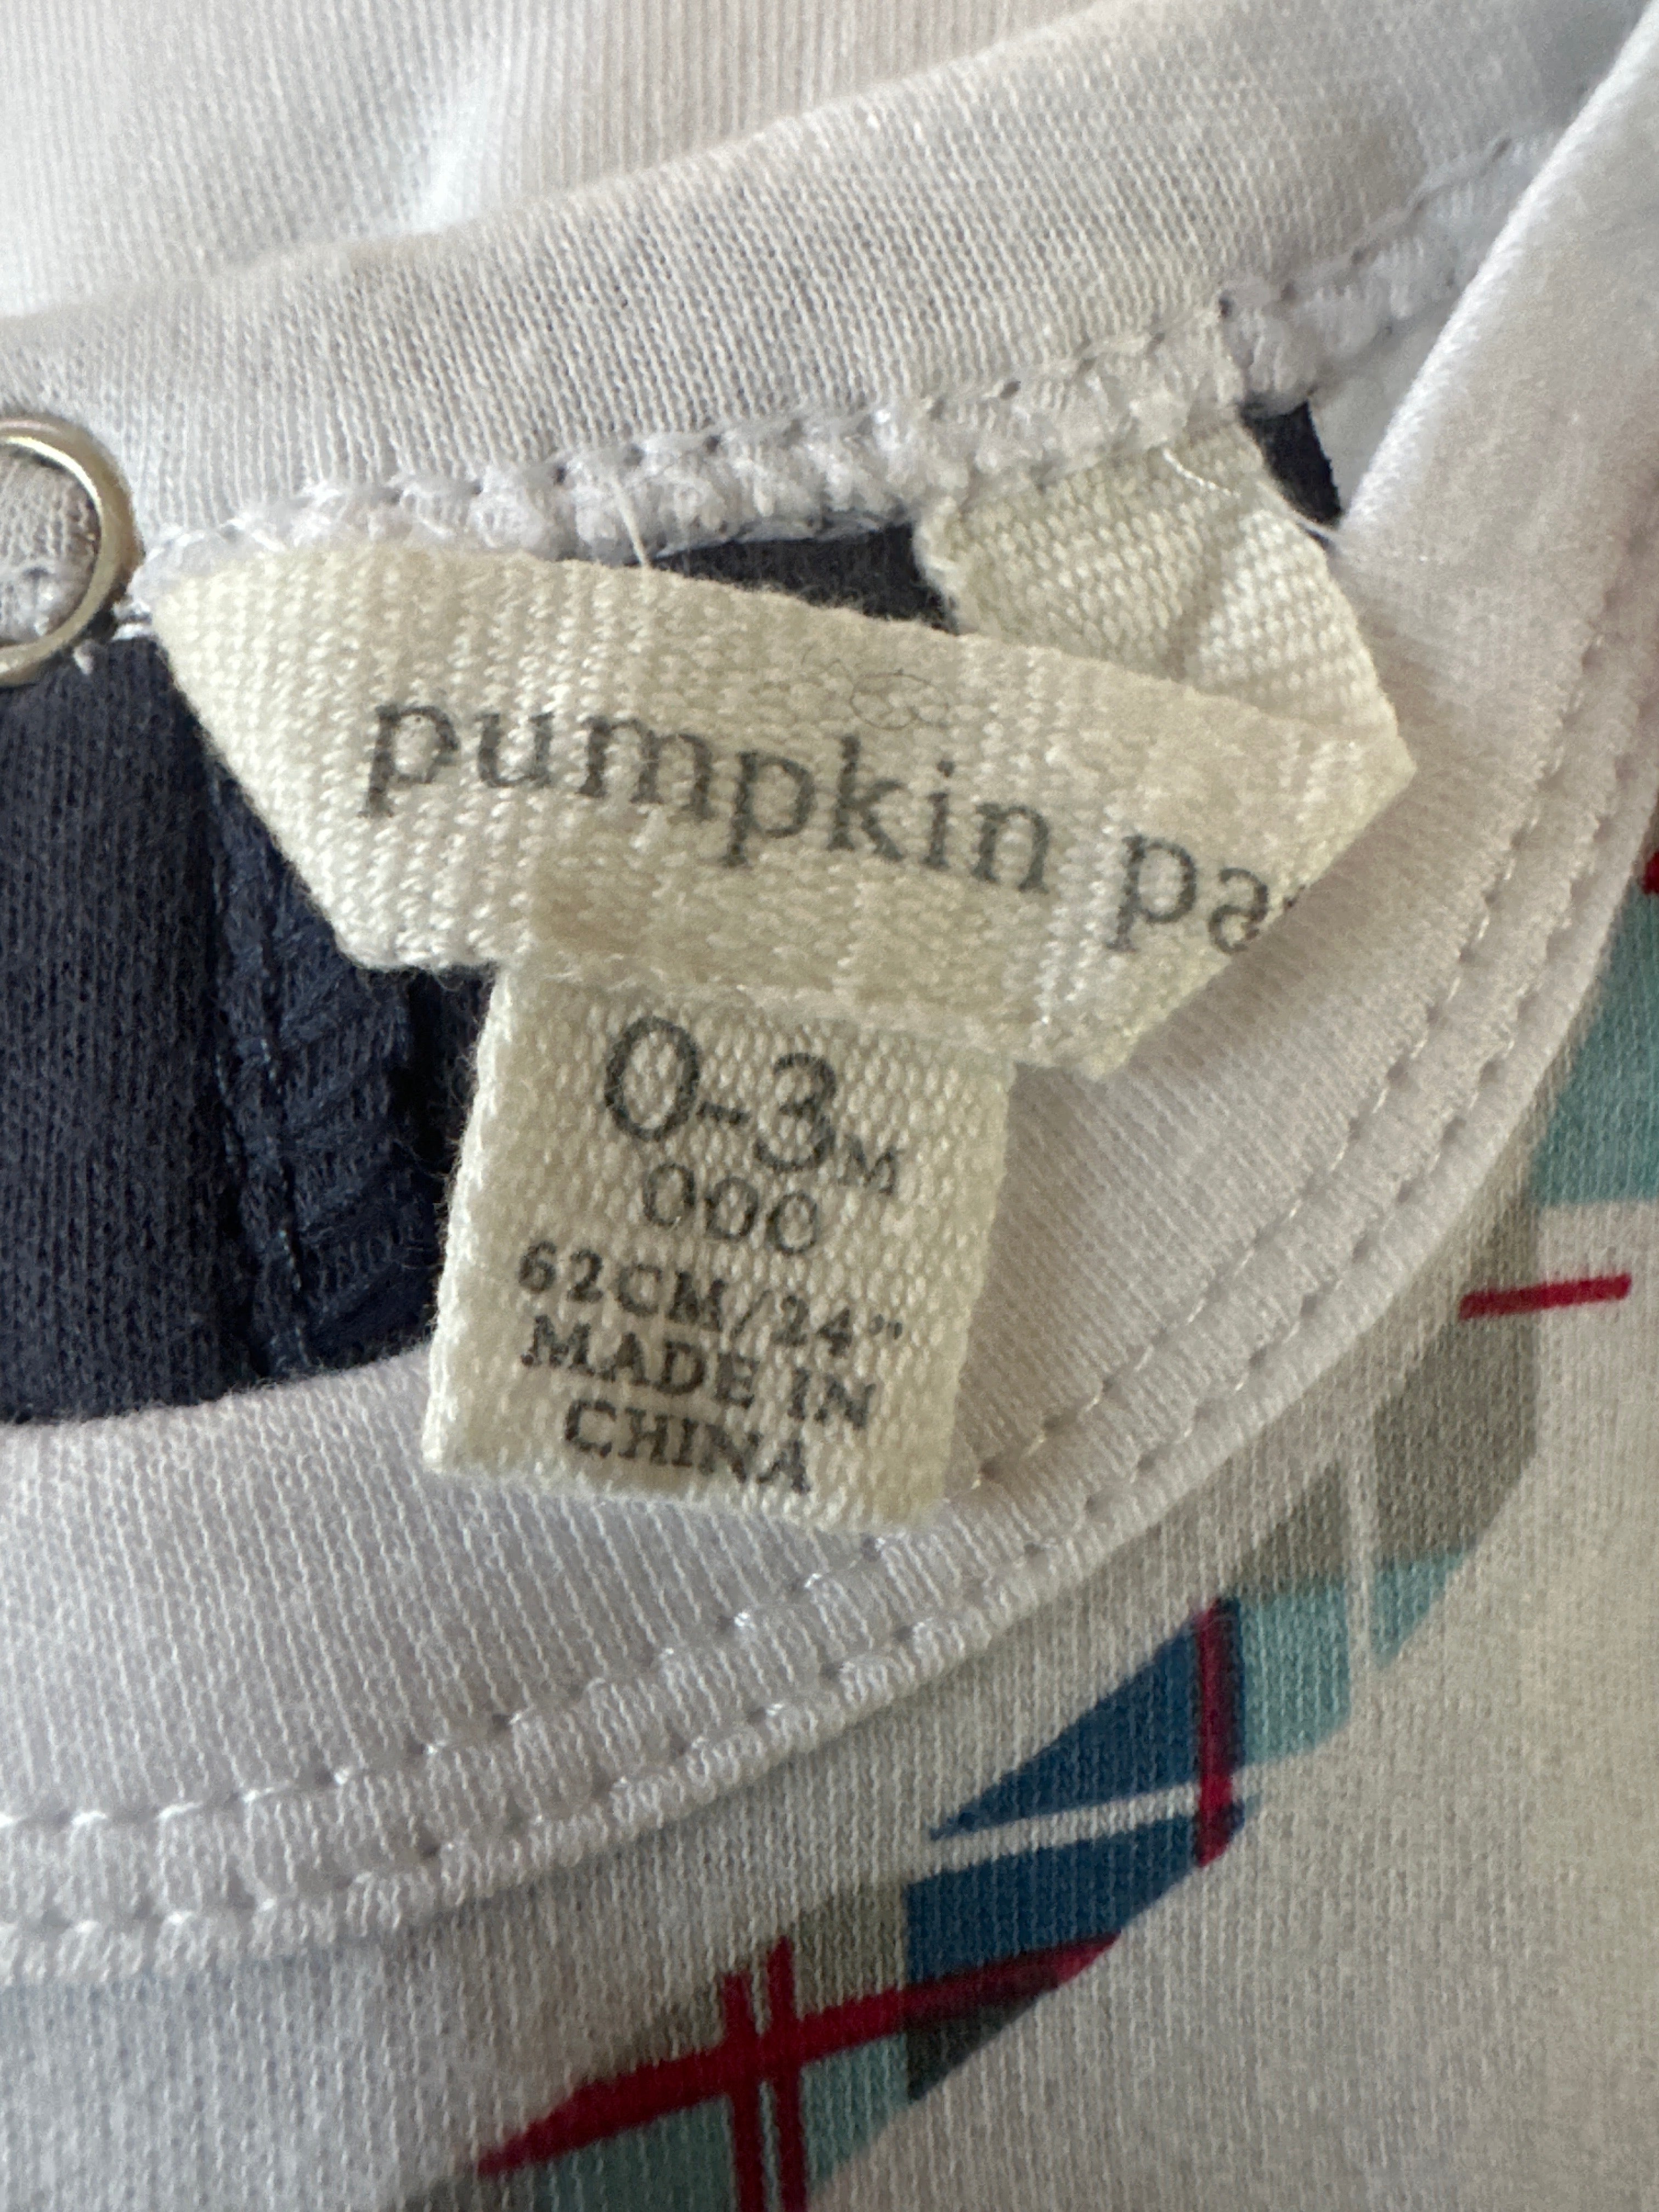 pumpkin pa
0-3M
000
62CM/24"
MADE IN
CHINA